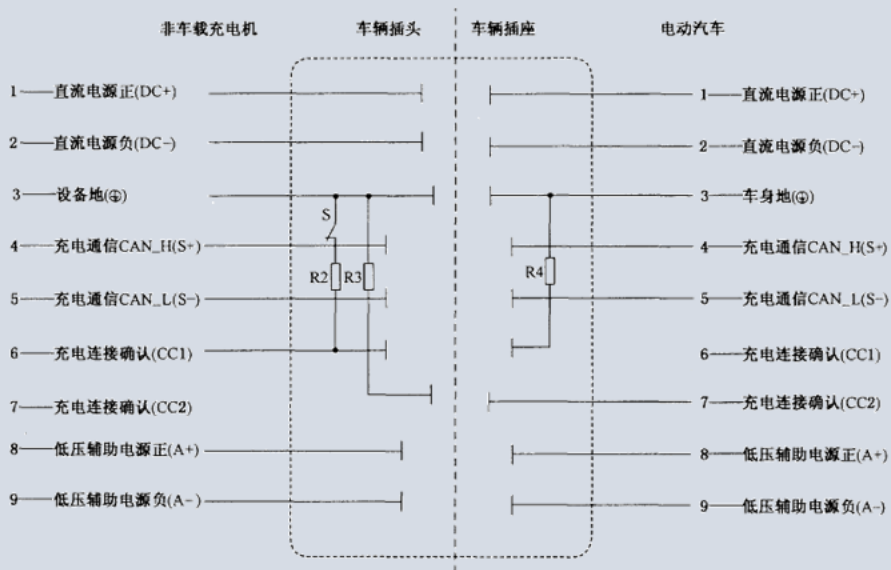 非车载充电机 车辆插头 车辆插座 电动汽车
1 直流电源正(DC+) 1 直流电源正(DC+)
2 直流电源负(DC-) 2 直流电源负(DC-)
3 设备地(⏚) 3 车身地(⏚)
S
4 充电通信CAN_H(S+) 4 充电通信CAN_H(S+)
R2 R3 R4
5 充电通信CAN_L(S-) 5 充电通信CAN_L(S-)
6 充电连接确认(CC1) 6 充电连接确认(CC1)
7 充电连接确认(CC2) 7 充电连接确认(CC2)
8 低压辅助电源正(A+) 8 低压辅助电源正(A+)
9 低压辅助电源负(A-) 9 低压辅助电源负(A-)